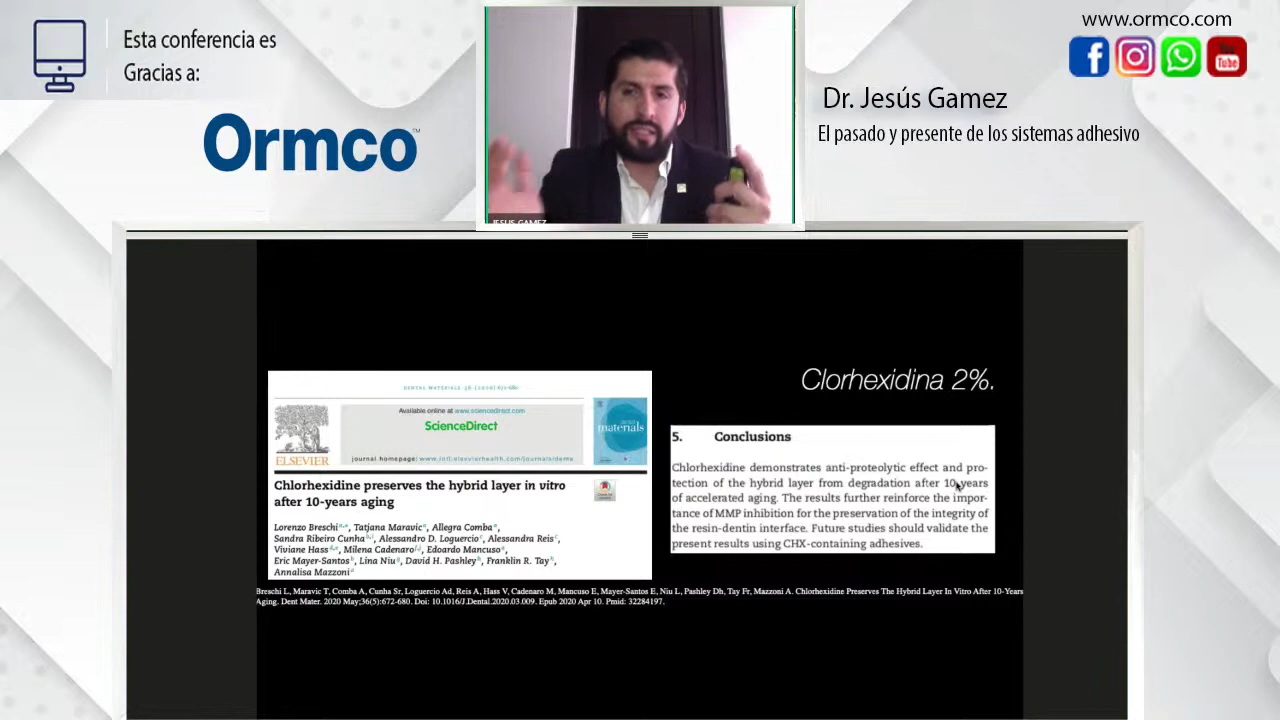 Esta conferencia es
Gracias a:
Ormco™
www.ormco.com
You
Tube
Dr. Jesús Gamez
El pasado y presente de los sistemas adhesivo
JESUS GAMEZ
Clorhexidina 2%.
Available online at www.sciencedirect.com
ScienceDirect
ELSEVIER
materials
Chlorhexidine preserves the hybrid layer in vitro
after 10-years aging
Lorenzo Breschi, Tatjana Maravic, Allegra Comba,
Sandra Ribeiro Cunha, Alessandro D. Loguercio, Alessandra Reis,
Viviane Hass, Milena Cadenaro, Edoardo Mancuso,
Eric Mayer-Santos, Lina Niu, David H. Pashley, Franklin R. Tay,
Annalisa Mazzoni
5. Conclusions
Chlorhexidine demonstrates anti-proteolytic effect and pro-
tection of the hybrid layer from degradation after 10 years
of accelerated aging. The results further reinforce the impor-
tance of MMP inhibition for the preservation of the integrity of
the resin-dentin interface. Future studies should validate the
present results using CHX-containing adhesives.
Breschi L, Maravic T, Comba A, Cunha Sr, Loguercio Ad, Reis A, Hass V, Cadenaro M, Mancuso E, Mayer-Santos E, Niu L, Pashley Dh, Tay Fr, Mazzoni A. Chlorhexidine Preserves The Hybrid Layer In Vitro After 10-Years
Aging. Dent Mater. 2020 May;36(5):672-680. Doi: 10.1016/J.Dental.2020.03.009. Epub 2020 Apr 10. Pmid: 32284197.